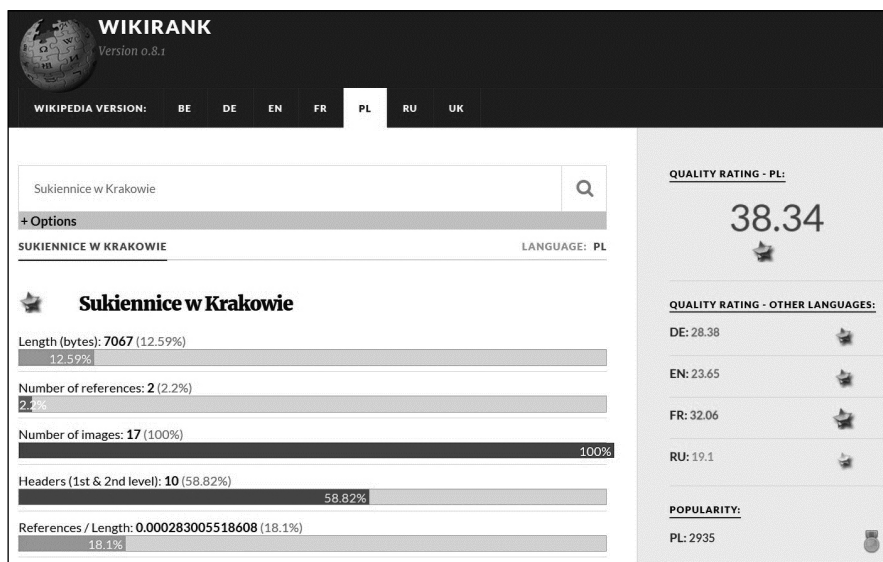 WIKIRANK
Version 0.8.1
WIKIPEDIA VERSION: BE DE EN FR PL RU UK
Sukiennice w Krakowie
+ Options
SUKIENNICE W KRAKOWIE LANGUAGE: PL
Sukiennice w Krakowie
Length (bytes): 7067 (12.59%)
12.59%
Number of references: 2 (2.2%)
2.2%
Number of images: 17 (100%)
100%
Headers (1st & 2nd level): 10 (58.82%)
58.82%
References / Length: 0.000283005518608 (18.1%)
18.1%
QUALITY RATING - PL:
38.34
QUALITY RATING - OTHER LANGUAGES:
DE: 28.38
EN: 23.65
FR: 32.06
RU: 19.1
POPULARITY:
PL: 2935